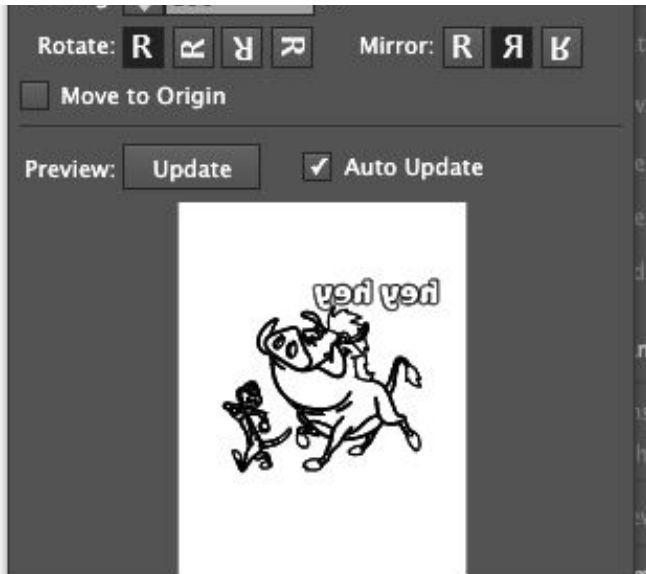 Rotate: R R R R Mirror: R R R
Move to Origin
Preview: Update Auto Update
hey hey